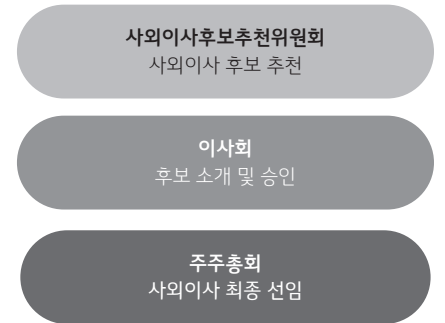 사외이사후보추천위원회
사외이사 후보 추천
이사회
후보 소개 및 승인
주주총회
사외이사 최종 선임